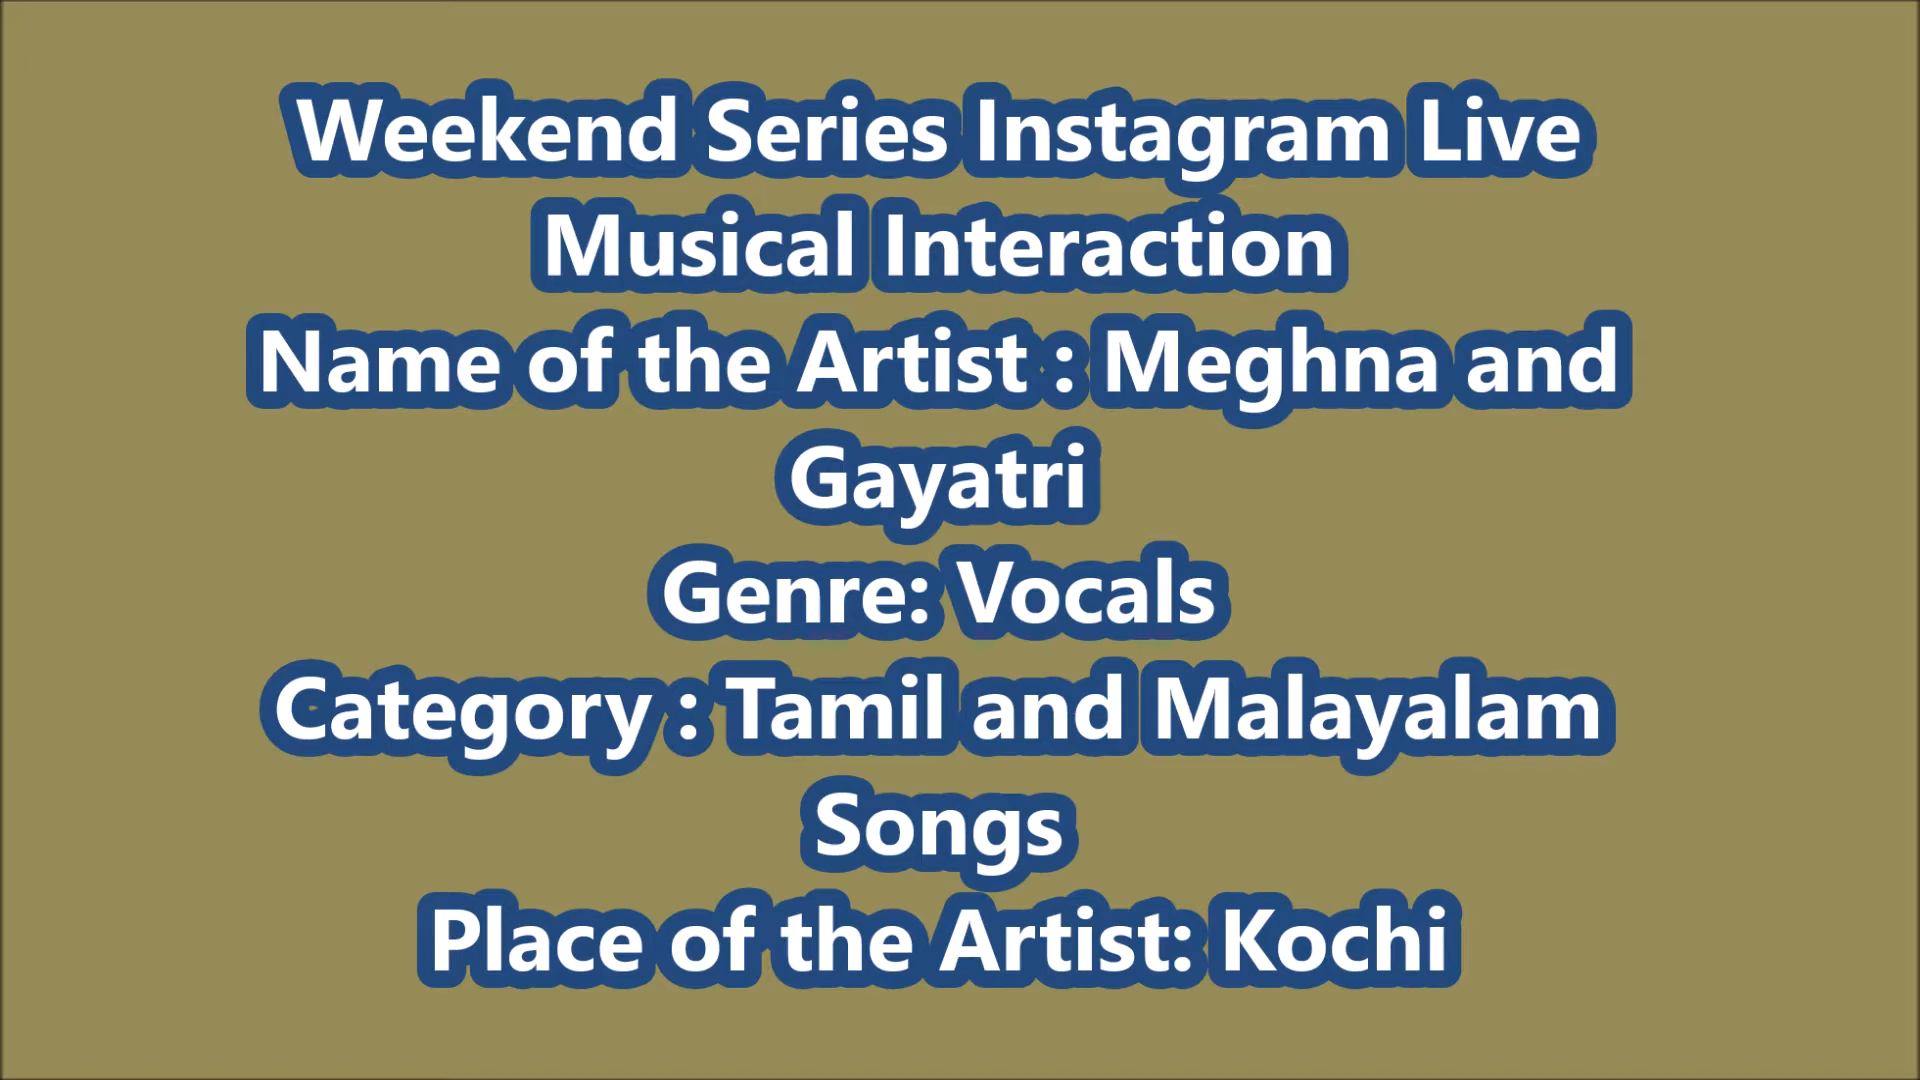 Weekend Series Instagram Live
Musical Interaction
Name of the Artist : Meghna and
Gayatri
Genre: Vocals
Category : Tamil and Malayalam
Songs
Place of the Artist: Kochi